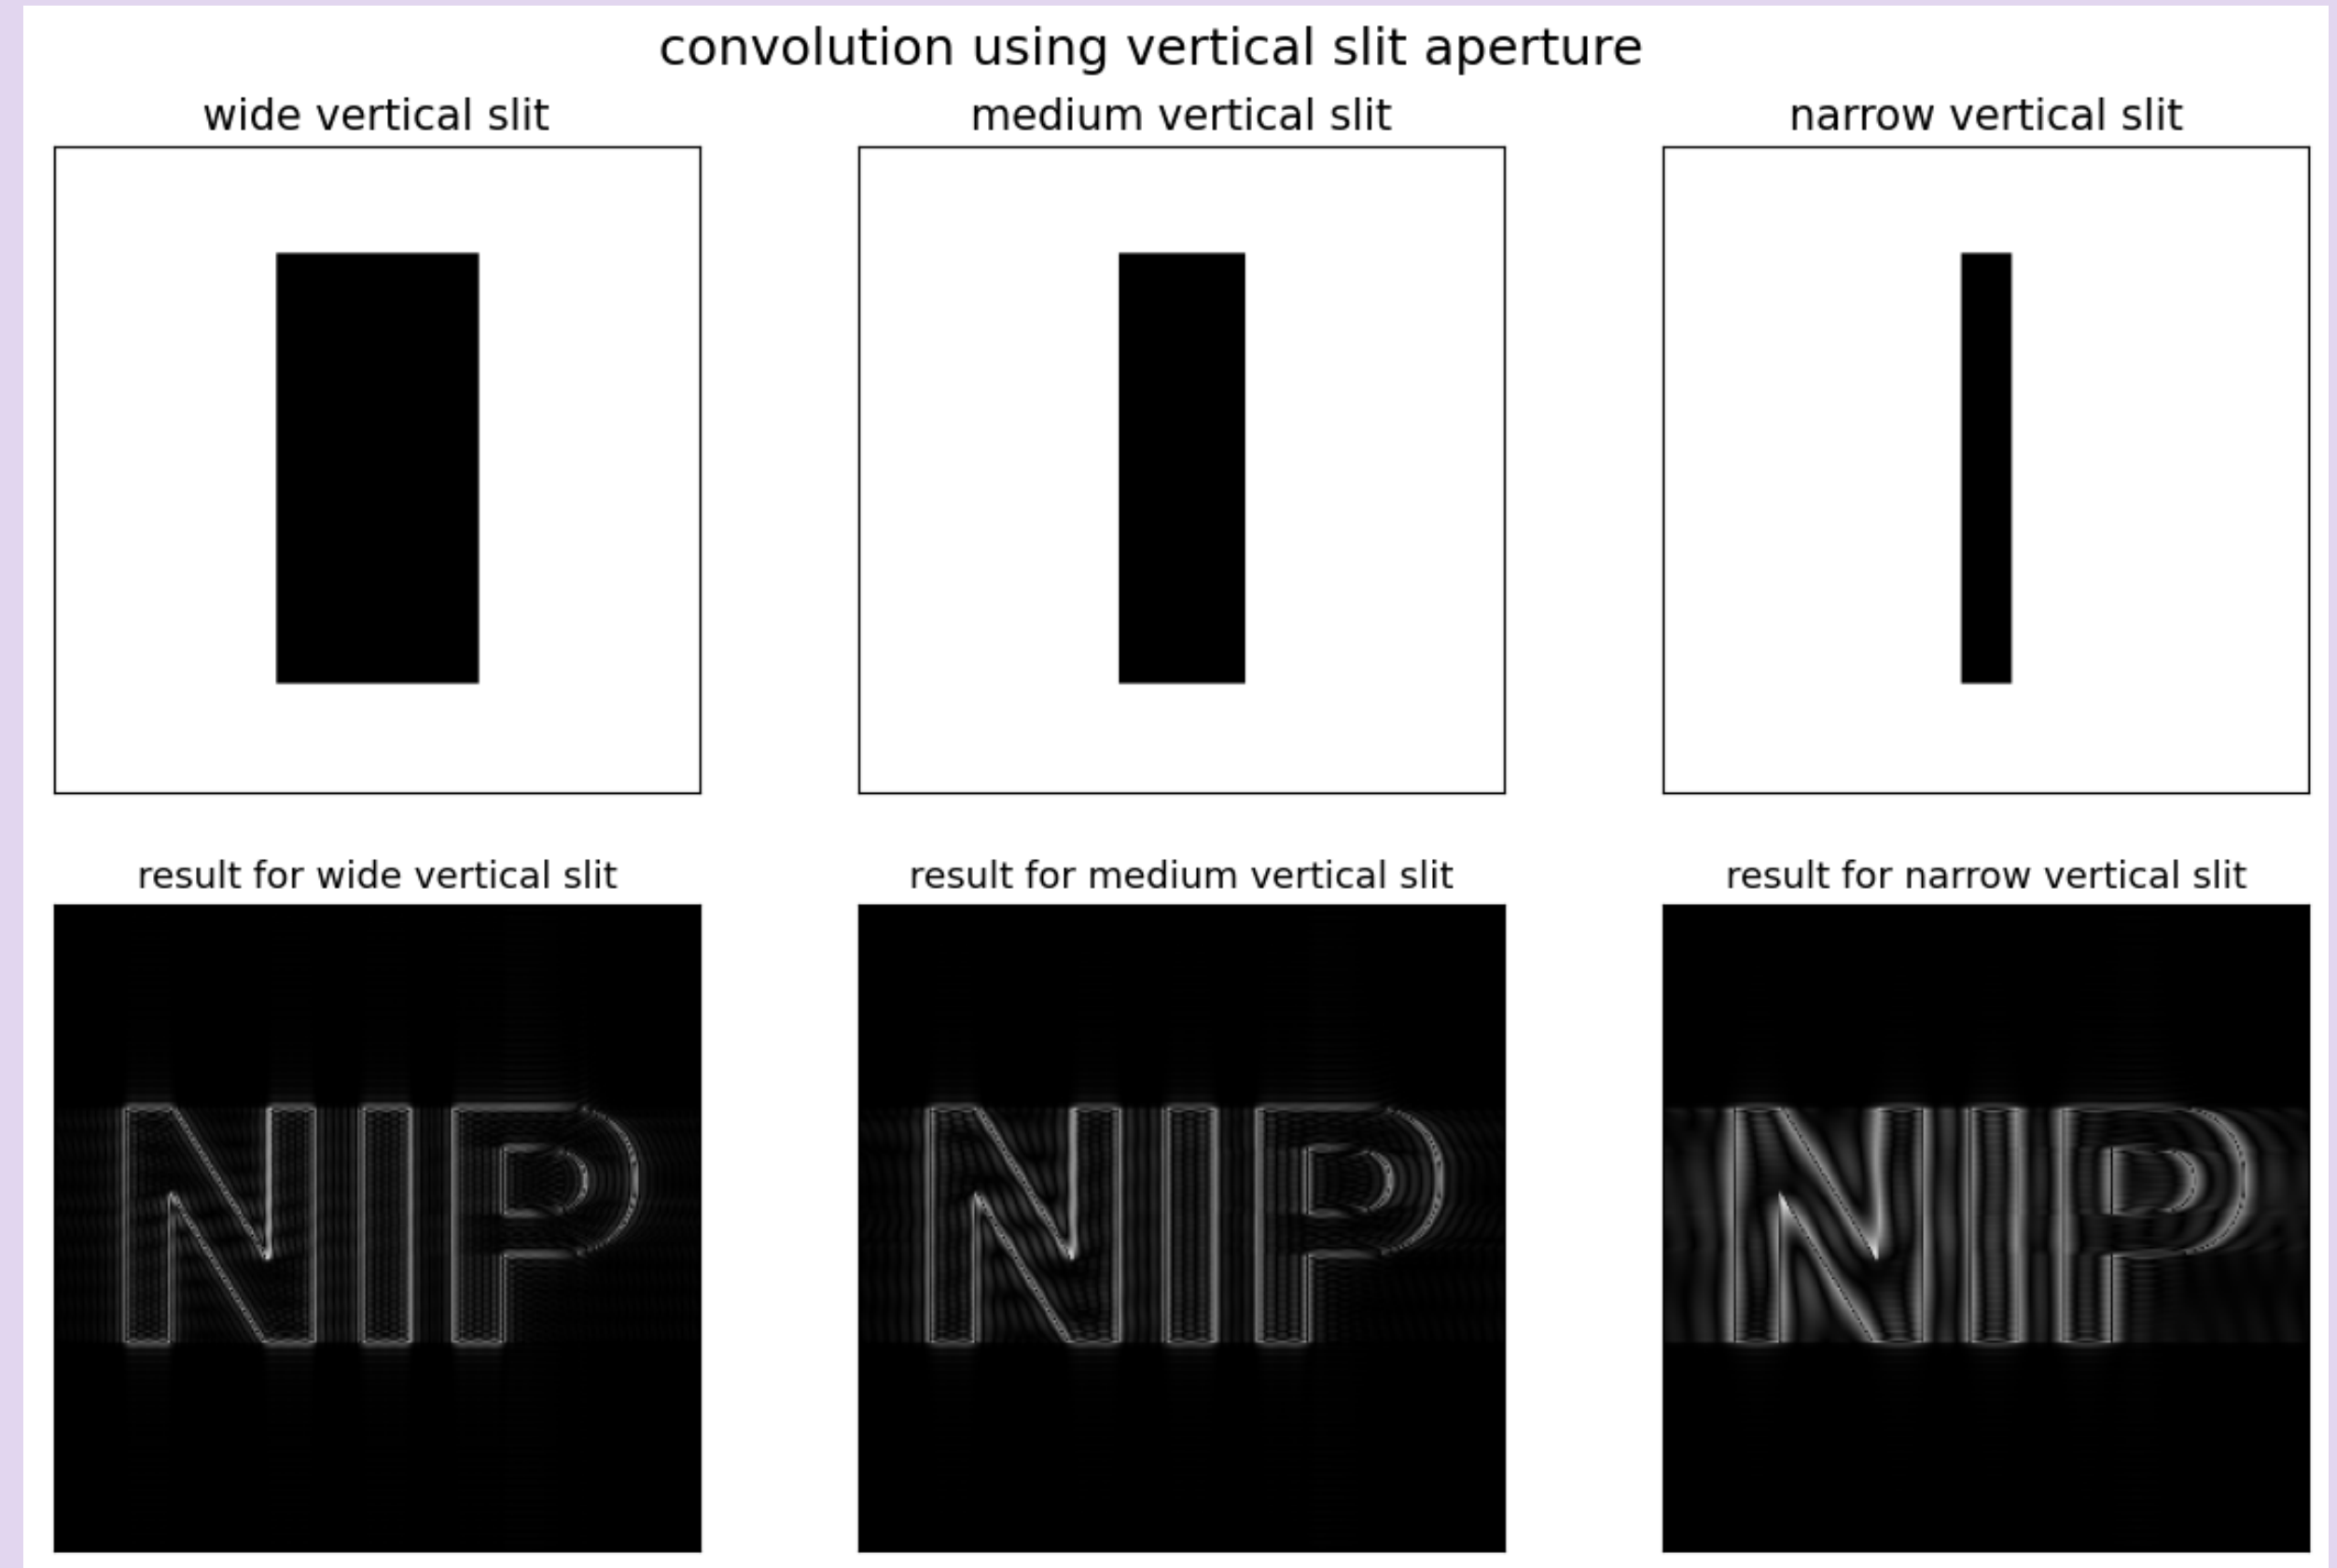 convolution using vertical slit aperture
wide vertical slit
medium vertical slit
narrow vertical slit
result for wide vertical slit
result for medium vertical slit
result for narrow vertical slit
NIP
NIP
NIP